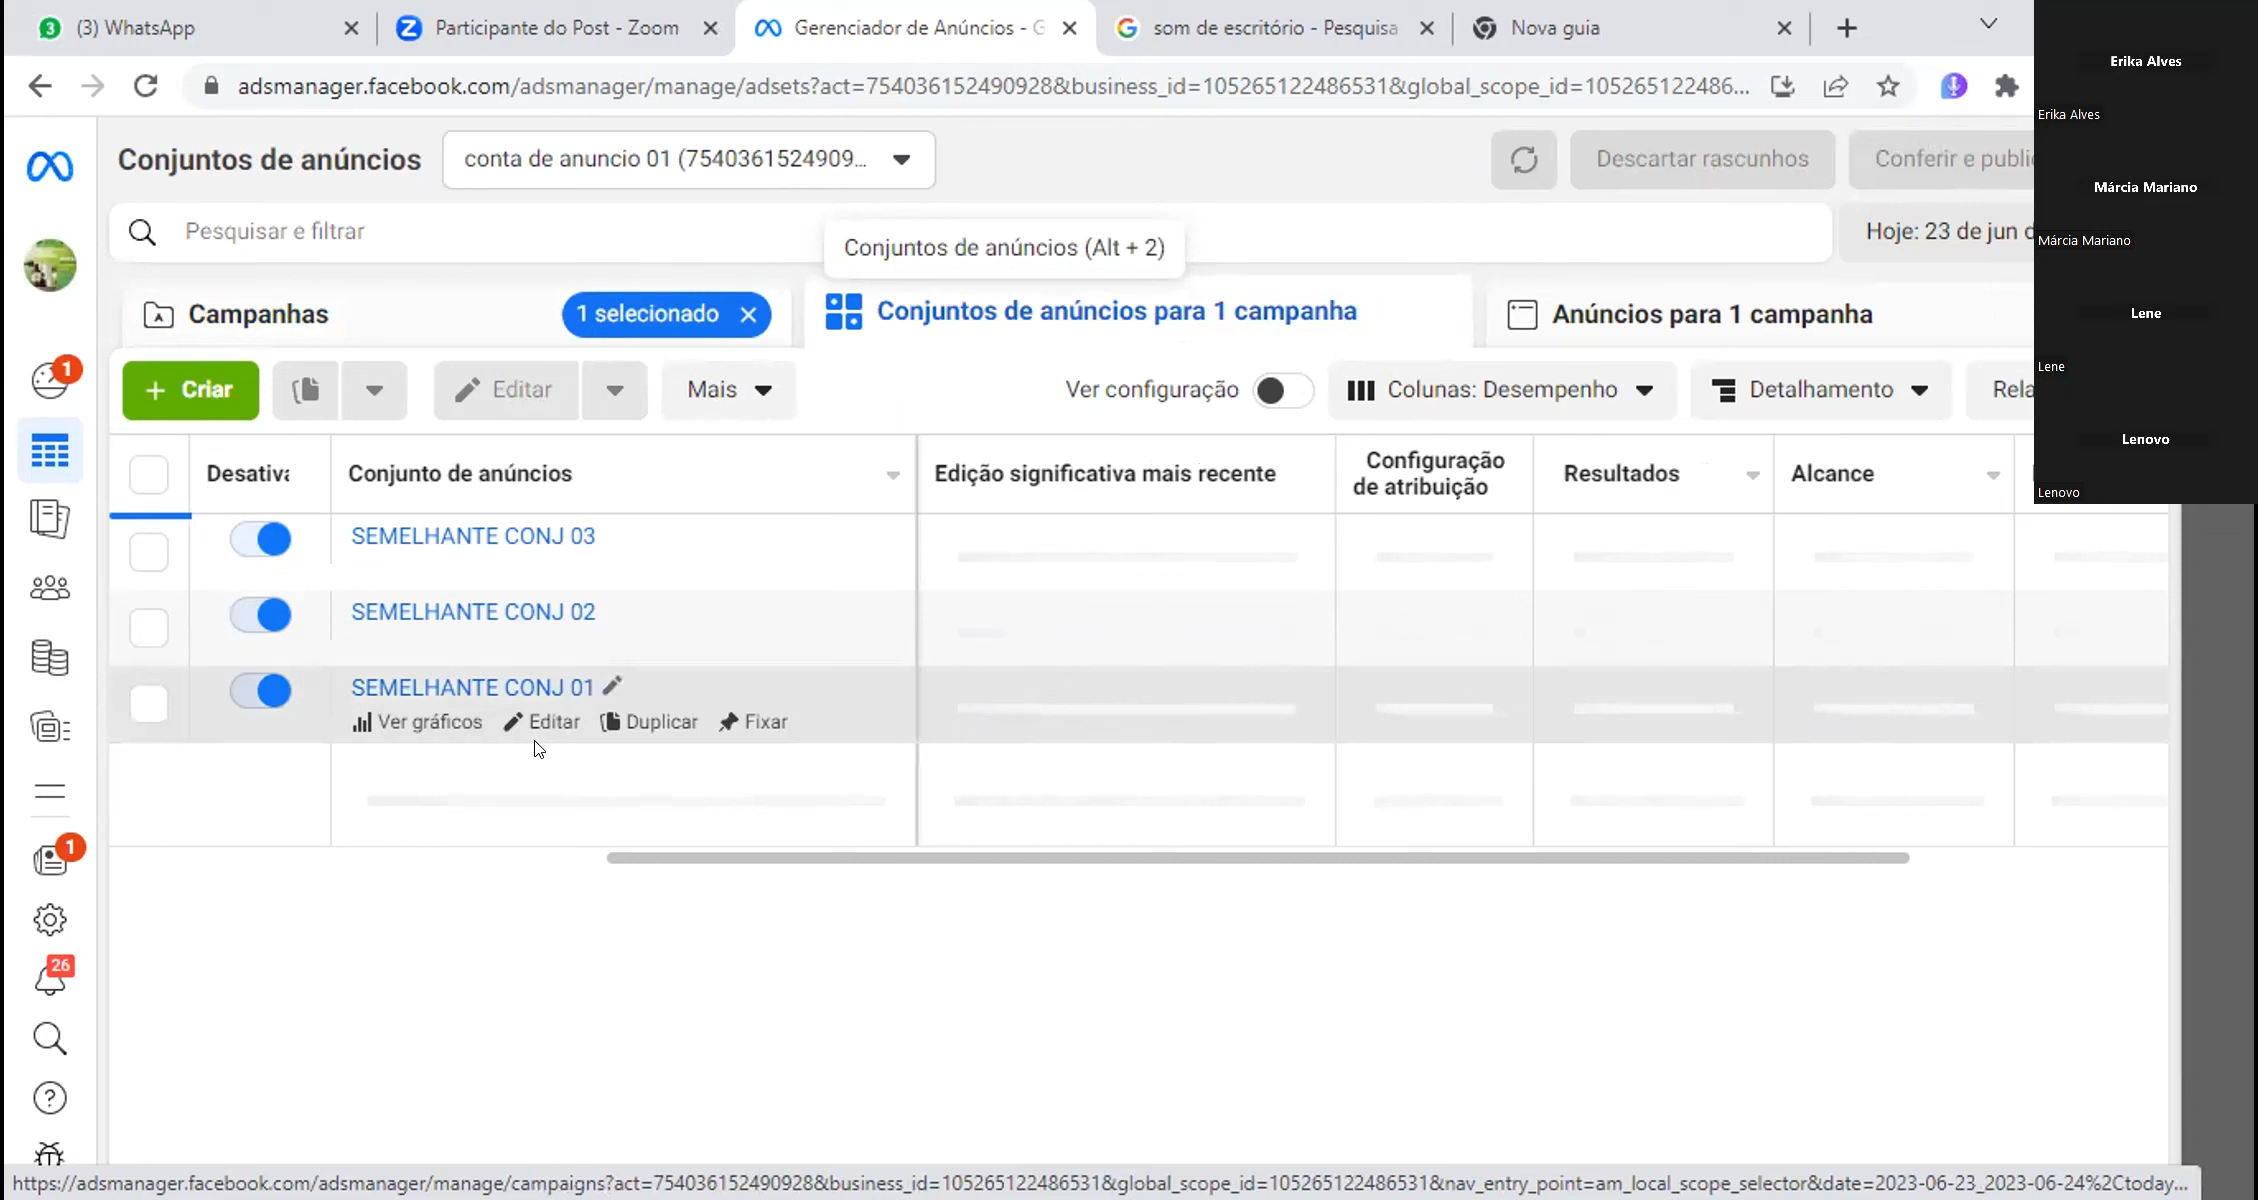 3 (3) WhatsApp
Participante do Post - Zoom
Gerenciador de Anúncios - G
som de escritório - Pesquisa
Nova guia
adsmanager.facebook.com/adsmanager/manage/adsets?act=754036152490928&business_id=105265122486531&global_scope_id=105265122486...
Conjuntos de anúncios
conta de anuncio 01 (7540361524909...
Descartar rascunhos
Conferir e public
Pesquisar e filtrar
Conjuntos de anúncios (Alt + 2)
Hoje: 23 de jun d
Campanhas
1 selecionado
Conjuntos de anúncios para 1 campanha
Anúncios para 1 campanha
+ Criar
Editar
Mais
Ver configuração
Colunas: Desempenho
Detalhamento
Rela
Desativa
Conjunto de anúncios
Edição significativa mais recente
Configuração
de atribuição
Resultados
Alcance
SEMELHANTE CONJ 03
SEMELHANTE CONJ 02
SEMELHANTE CONJ 01
Ver gráficos
Editar
Duplicar
Fixar
1
1
26
Erika Alves
Erika Alves
Márcia Mariano
Márcia Mariano
Lene
Lene
Lenovo
Lenovo
https://adsmanager.facebook.com/adsmanager/manage/campaigns?act=754036152490928&business_id=105265122486531&global_scope_id=105265122486531&nav_entry_point=am_local_scope_selector&date=2023-06-23_2023-06-24%2Ctoday...